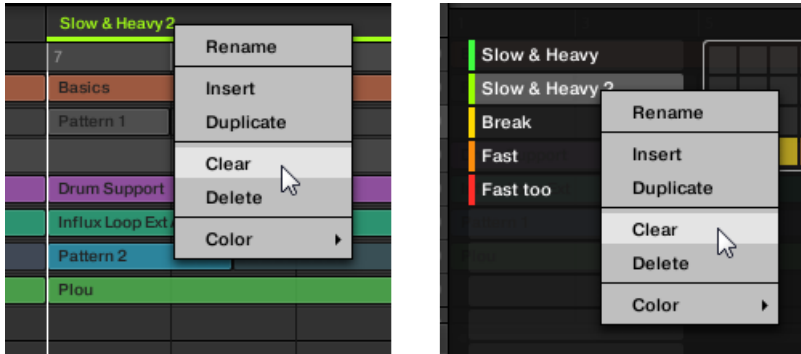 Slow & Heavy 2
7
Rename
Basics
Insert
Pattern 1
Duplicate
Clear
Drum Support
Delete
Influx Loop Ext
Color
Pattern 2
Plou
Slow & Heavy
Slow & Heavy 2
Rename
Break
Insert
Fast
Duplicate
Fast too
Clear
Delete
Color